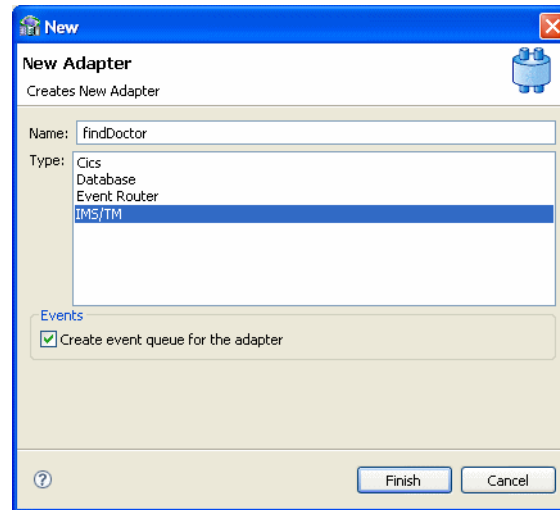 New
New Adapter
Creates New Adapter
Name: findDoctor
Type: Cics
Database
Event Router
IMS/TM
Events
Create event queue for the adapter
? Finish Cancel